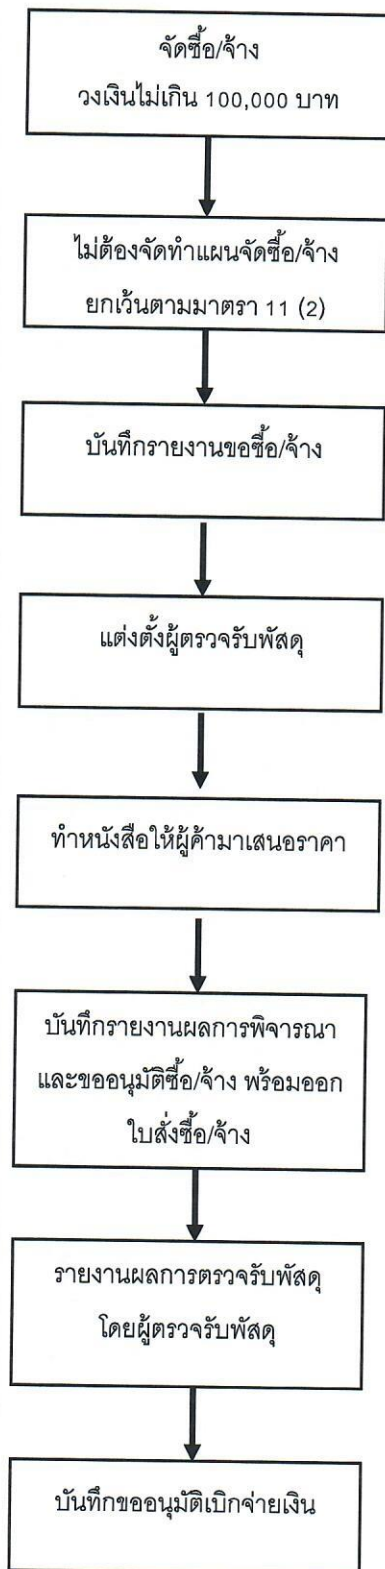 จัดซื้อ/จ้าง
วงเงินไม่เกิน 100,000 บาท
ไม่ต้องจัดทำแผนจัดซื้อ/จ้าง
ยกเว้นตามมาตรา 11 (2)
บันทึกรายงานขอซื้อ/จ้าง
แต่งตั้งผู้ตรวจรับพัสดุ
ทำหนังสือให้ผู้ค้ามาเสนอราคา
บันทึกรายงานผลการพิจารณา
และขออนุมัติซื้อ/จ้าง พร้อมออก
ใบสั่งซื้อ/จ้าง
รายงานผลการตรวจรับพัสดุ
โดยผู้ตรวจรับพัสดุ
บันทึกขออนุมัติเบิกจ่ายเงิน